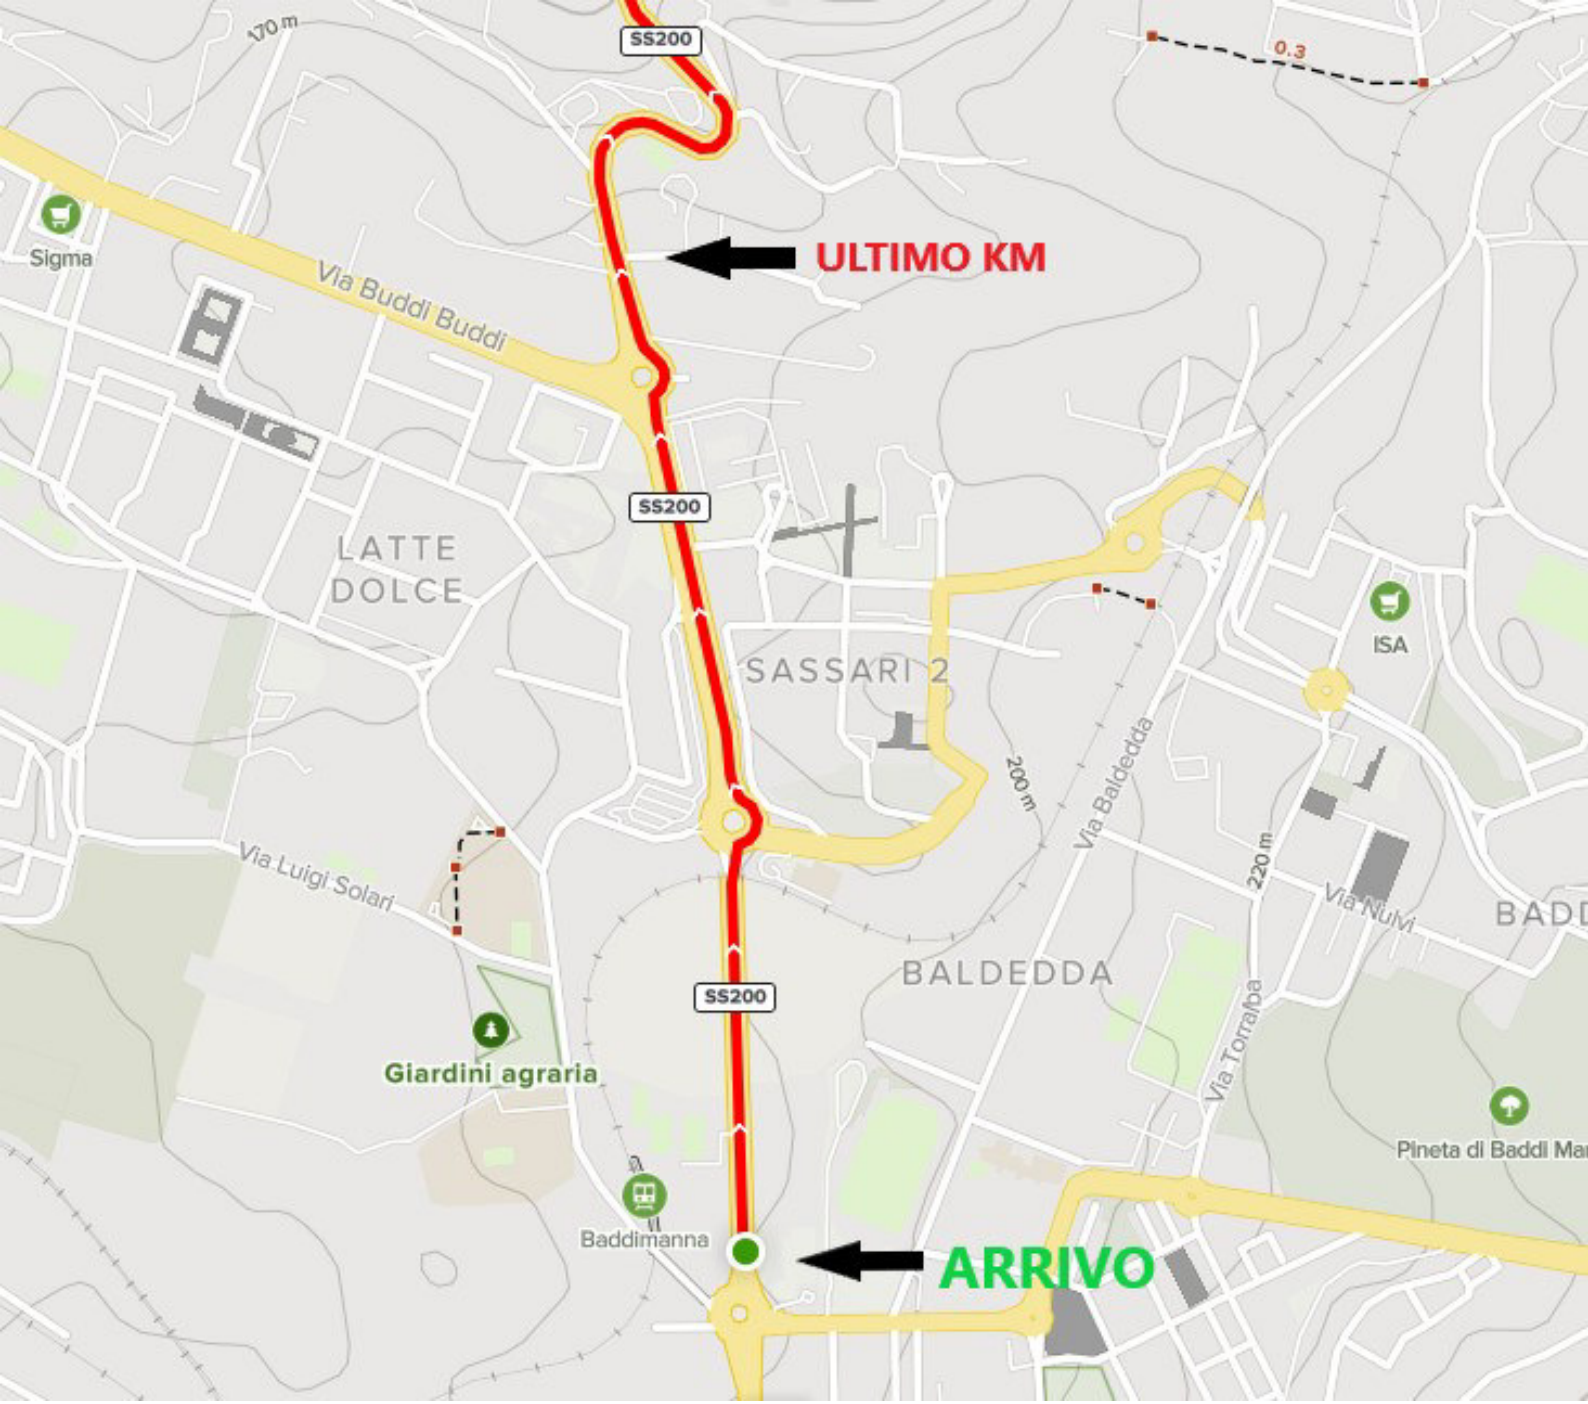 170 m
SS200
0.3
Sigma
Via Buddi Buddi
ULTIMO KM
SS200
LATTE
DOLCE
ISA
SASSARI 2
200 m
Via Baldedda
220 m
Via Luigi Solari
Via Nulvi
BADD
BALDEDDA
SS200
Via Torralba
Giardini agraria
Pineta di Baddi Mar
Baddimanna
ARRIVO